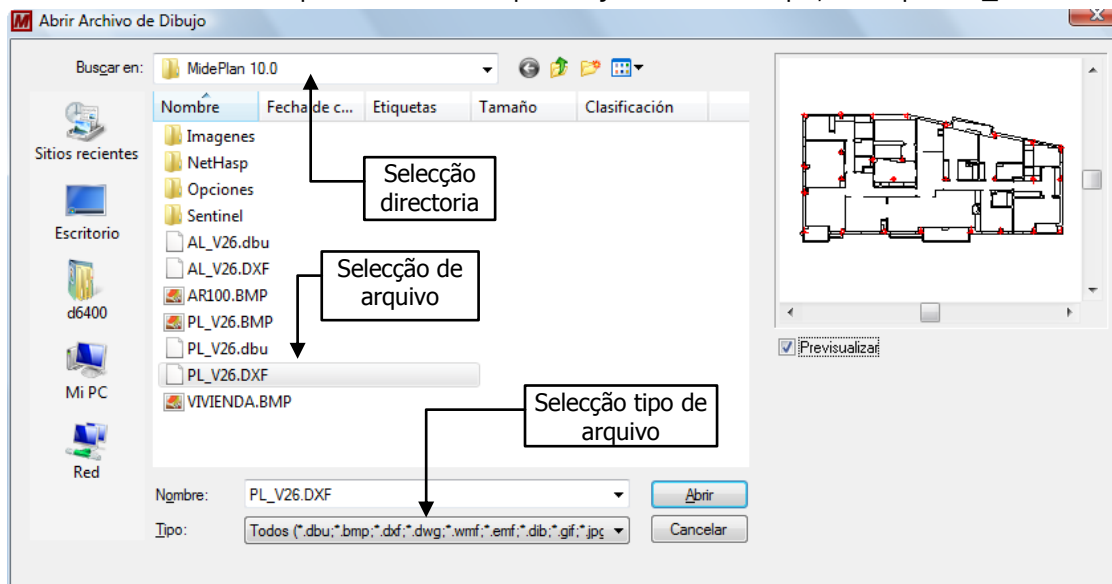 Abrir Archivo de Dibujo
Buscar en:
MidePlan 10.0
Nombre
Fecha de c...
Etiquetas
Tamaño
Clasificación
Sitios recientes
Escritorio
d6400
Mi PC
Red
Imagenes
NetHasp
Opciones
Sentinel
AL_V26.dbu
AL_V26.DXF
AR100.BMP
PL_V26.BMP
PL_V26.dbu
PL_V26.DXF
VIVIENDA.BMP
Selecção
directoria
Selecção de
arquivo
Selecção tipo de
arquivo
Previsualizar
Nombre:
PL_V26.DXF
Abrir
Tipo:
Todos (*.dbu;*.bmp;*.dxf;*.dwg;*.wmf;*.emf;*.dib;*.gif;*.jpg
Cancelar